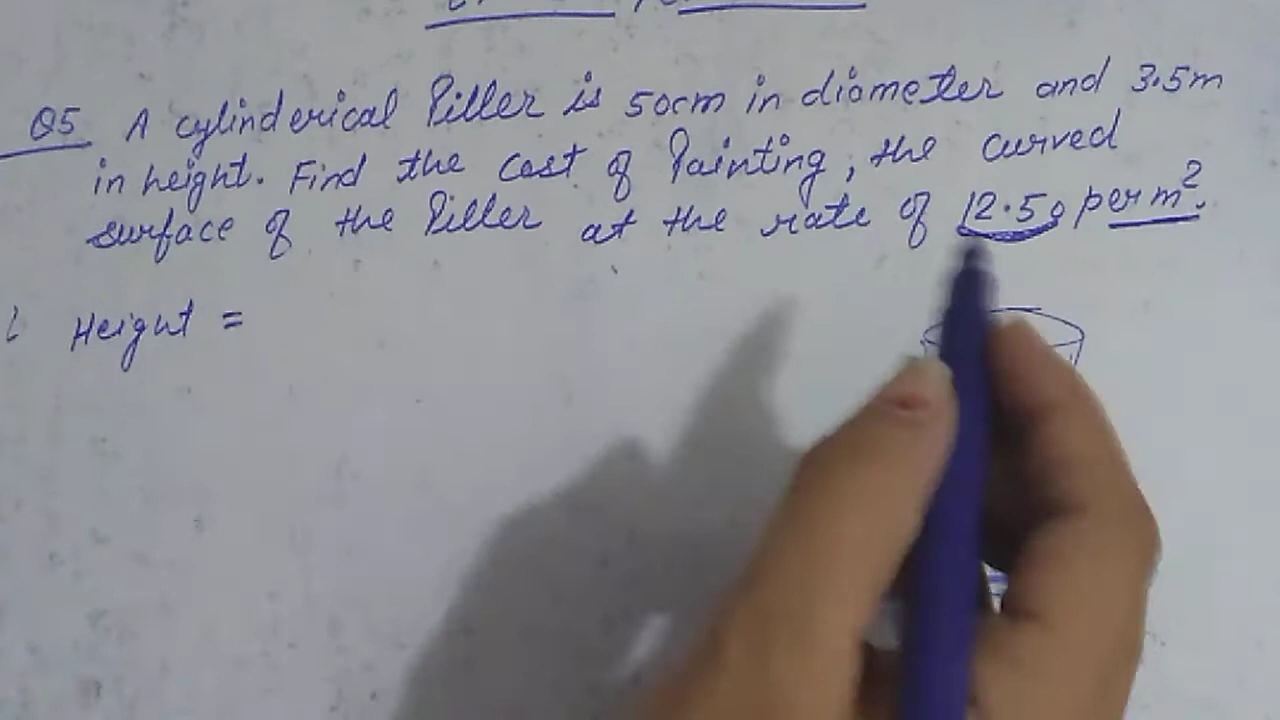 Q5 A cylinderical Piller is 50cm in diameter and 3.5m
in height. Find the cost of Painting, the curved
surface of the Piller at the rate of 12.50 per m².
Height =